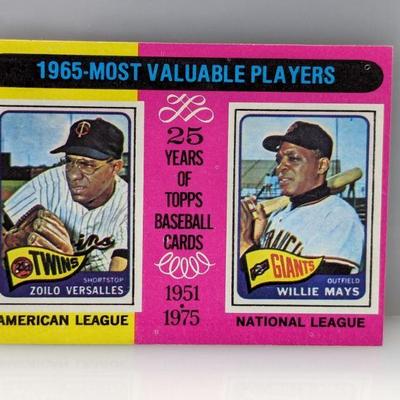 1965-MOST VALUABLE PLAYERS
25
YEARS
OF
TOPPS
BASEBALL
CARDS
1951
1975
TWINS
SHORTSTOP
ZOILO VERSALLES
AMERICAN LEAGUE
GIANTS
OUTFIELD
WILLIE MAYS
NATIONAL LEAGUE